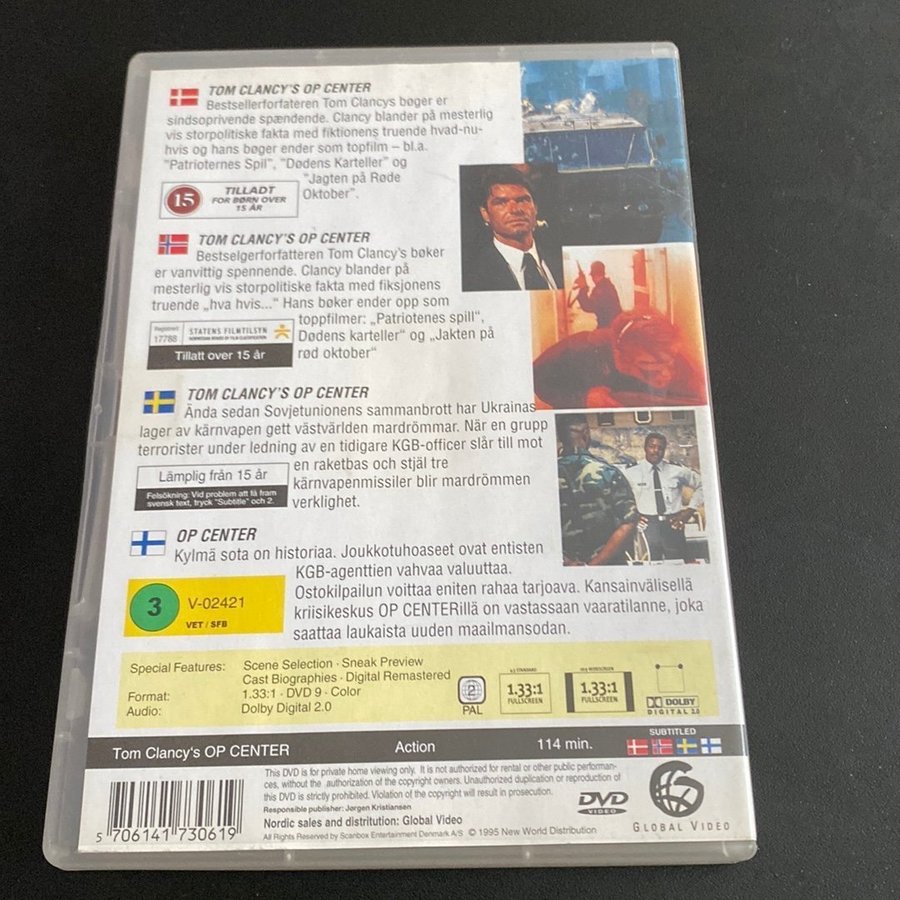 TOM CLANCY'S OP CENTER
Bestsellerforfateren Tom Clancys bøger er
sindsoprivende spændende. Clancy blander på mesterlig
vis storpolitiske fakta med fiktionens truende hvad-nu-
hvis og hans bøger ender som topfilm – bl.a.
"Patrioternes Spil", "Dødens Karteller" og
"Jagten på Røde
Oktober".
15
TILLADT
FOR BØRN OVER
15 ÅR
TOM CLANCY'S OP CENTER
Bestselgerforfatteren Tom Clancy's bøker
er vanvittig spennende. Clancy blander på
mesterlig vis storpolitiske fakta med fiksjonens
truende „hva hvis..." Hans bøker ender opp som
toppfilmer: „Patriotenes spill",
Dødens karteller" og „Jakten på
rød oktober"
Registrert
17788
STATENS FILMTILSYN
Tillatt over 15 år
TOM CLANCY'S OP CENTER
Ända sedan Sovjetunionens sammanbrott har Ukrainas
lager av kärnvapen gett västvärlden mardrömmar. När en grupp
terrorister under ledning av en tidigare KGB-officer slår till mot
en raketbas och stjäl tre
kärnvapenmissiler blir mardrömmen
verklighet.
Lämplig från 15 år
Felsökning: Vid problem att få fram
svensk text, tryck "Subtitle" och 2.
OP CENTER
Kylmä sota on historiaa. Joukkotuhoaseet ovat entisten
KGB-agenttien vahvaa valuuttaa.
Ostokilpailun voittaa eniten rahaa tarjoava. Kansainvälisellä
kriisikeskus OP CENTERillä on vastassaan vaaratilanne, joka
saattaa laukaista uuden maailmansodan.
3
V-02421
VET / SFB
Special Features: Scene Selection · Sneak Preview
Cast Biographies · Digital Remastered
Format: 1.33:1 · DVD 9 · Color
Audio: Dolby Digital 2.0
2
PAL
4:3 STANDARD
1.33:1
FULLSCREEN
16:9 WIDESCREEN
1.33:1
FULLSCREEN
DOLBY
DIGITAL 2.0
Tom Clancy's OP CENTER Action 114 min.
SUBTITLED
This DVD is for private home viewing only. It is not authorized for rental or other public performan-
ces, without the authorization of the copyright owners. Unauthorized duplication or reproduction of
this DVD is strictly prohibited. Violation of the copyright will result in prosecution.
Responsible publisher: Jørgen Kristiansen
Nordic sales and distribution: Global Video
All Rights Reserved by Scanbox Entertainment Denmark A/S © 1995 New World Distribution
5 706141 730619
DVD
VIDEO
GLOBAL VIDEO